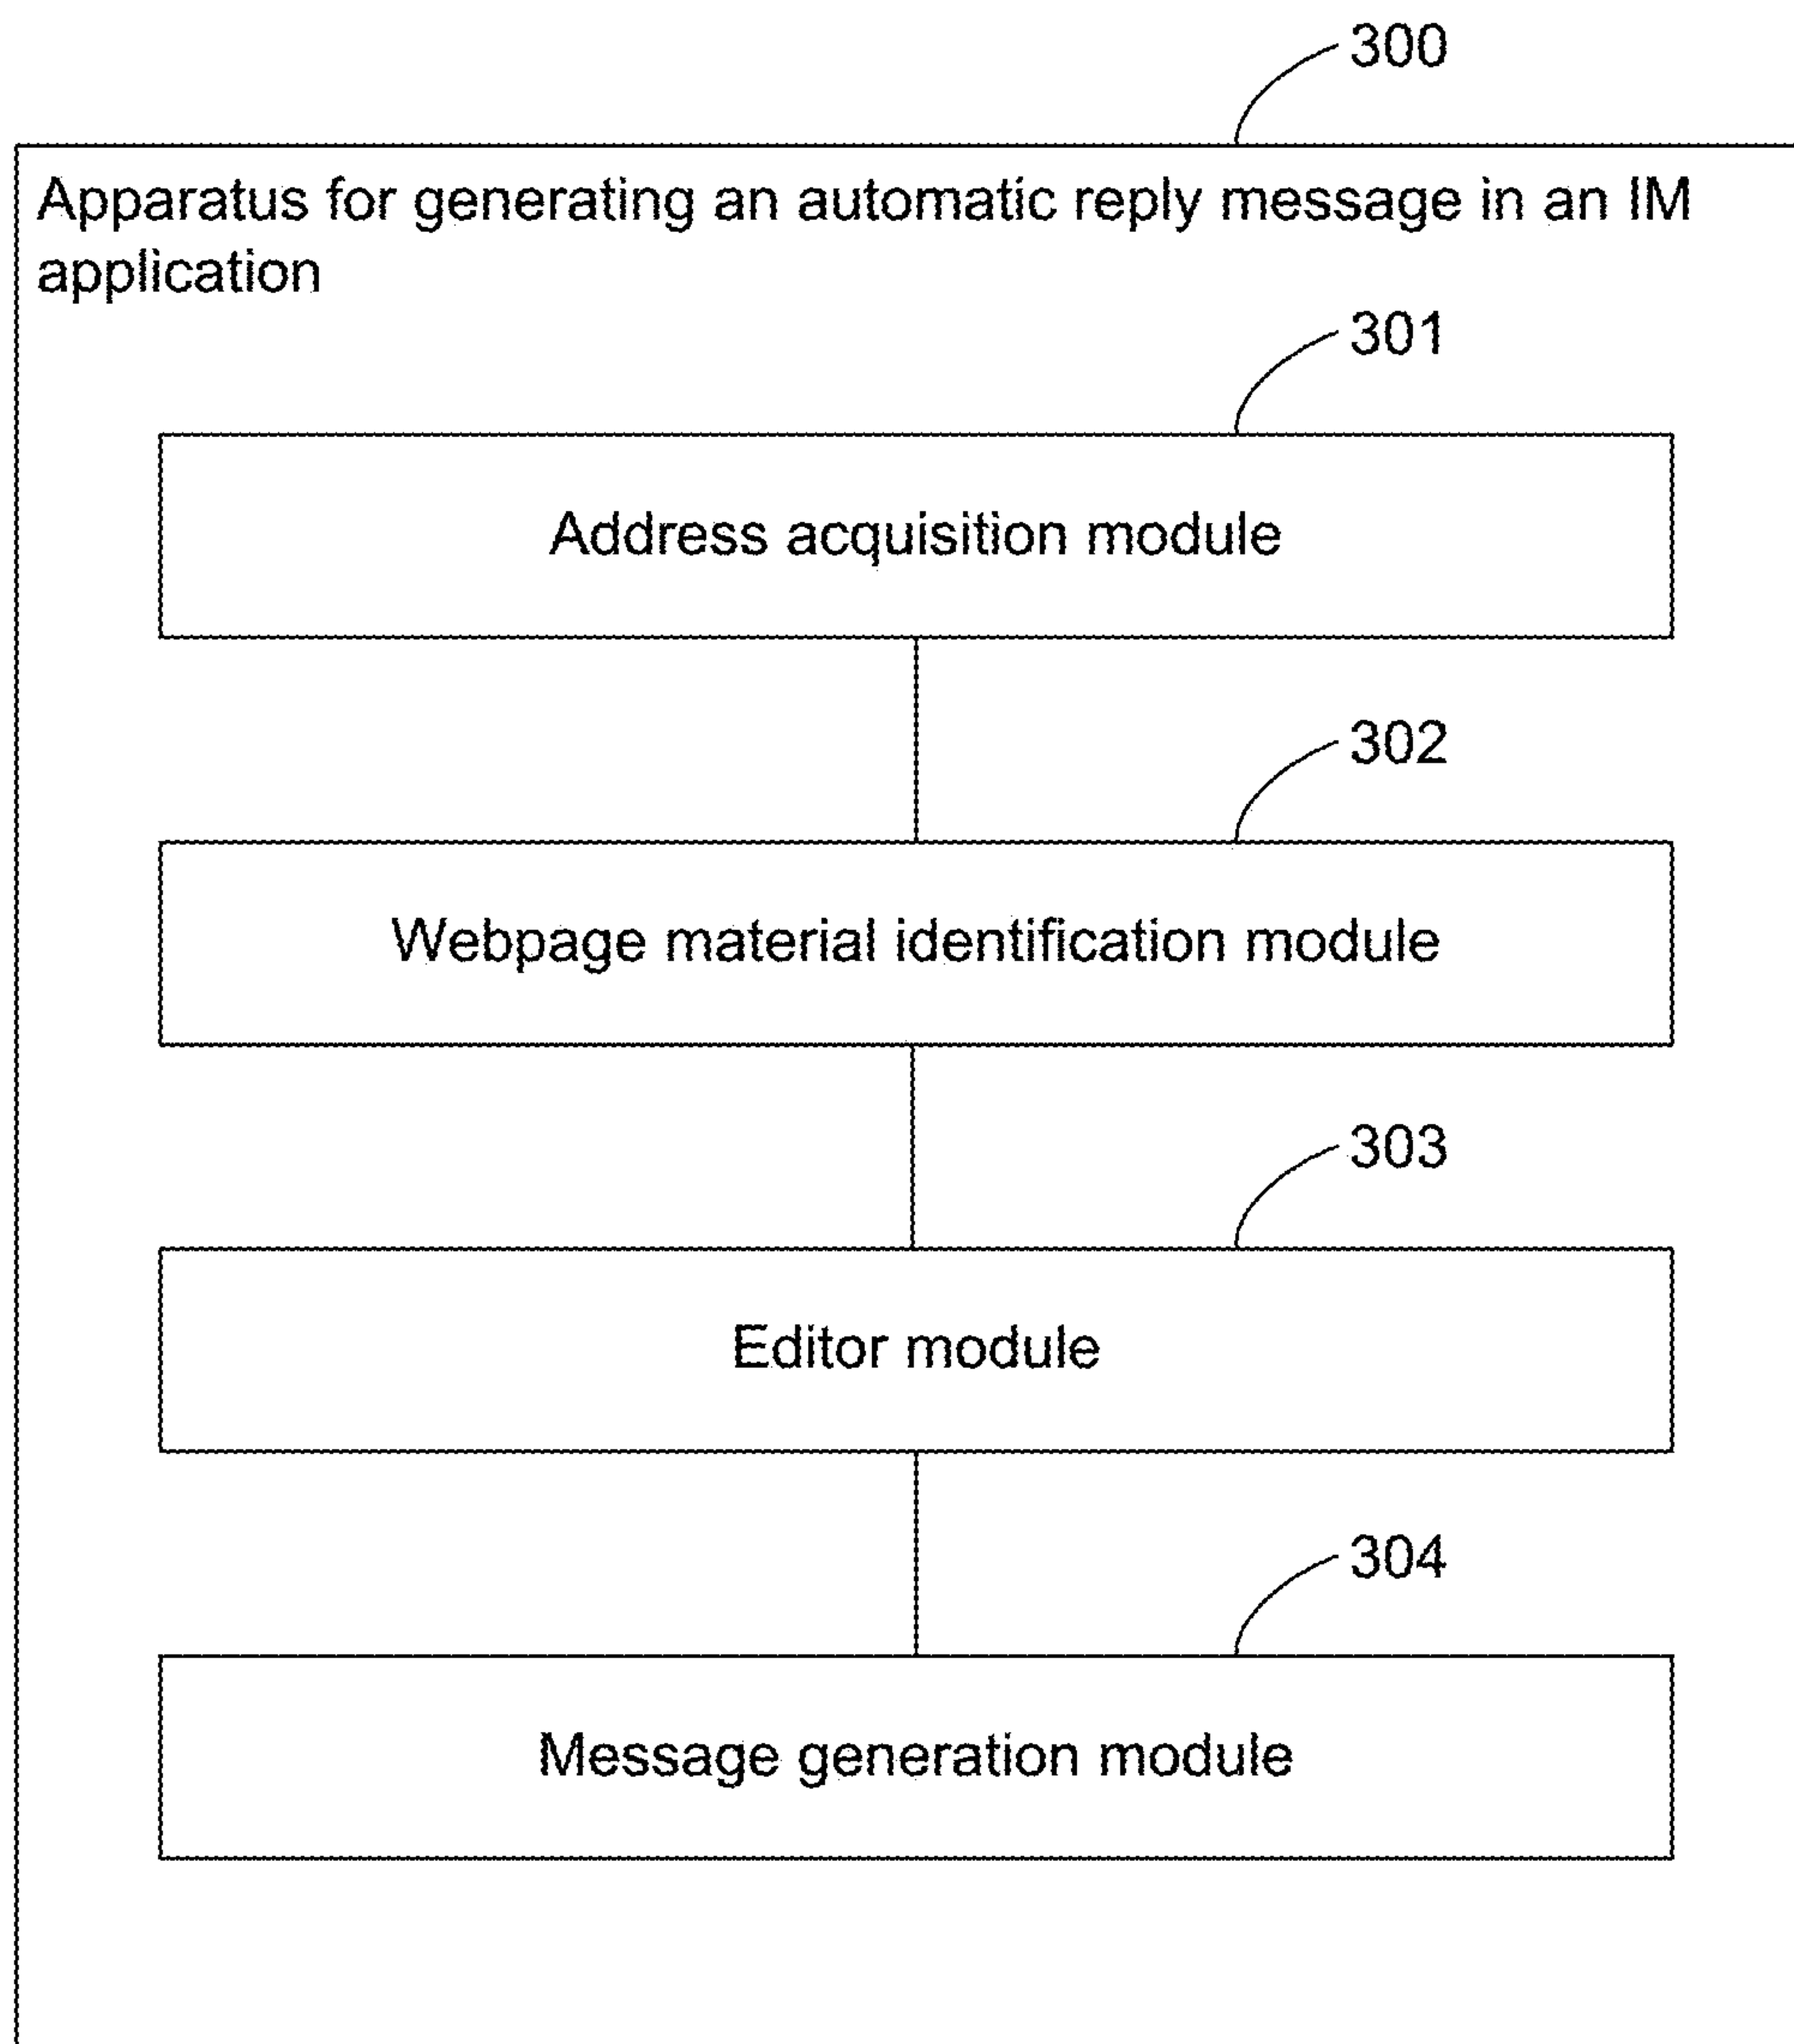 300
Apparatus for generating an automatic reply message in an IM
application
301
Address acquisition module
302
Webpage material identification module
303
Editor module
304
Message generation module